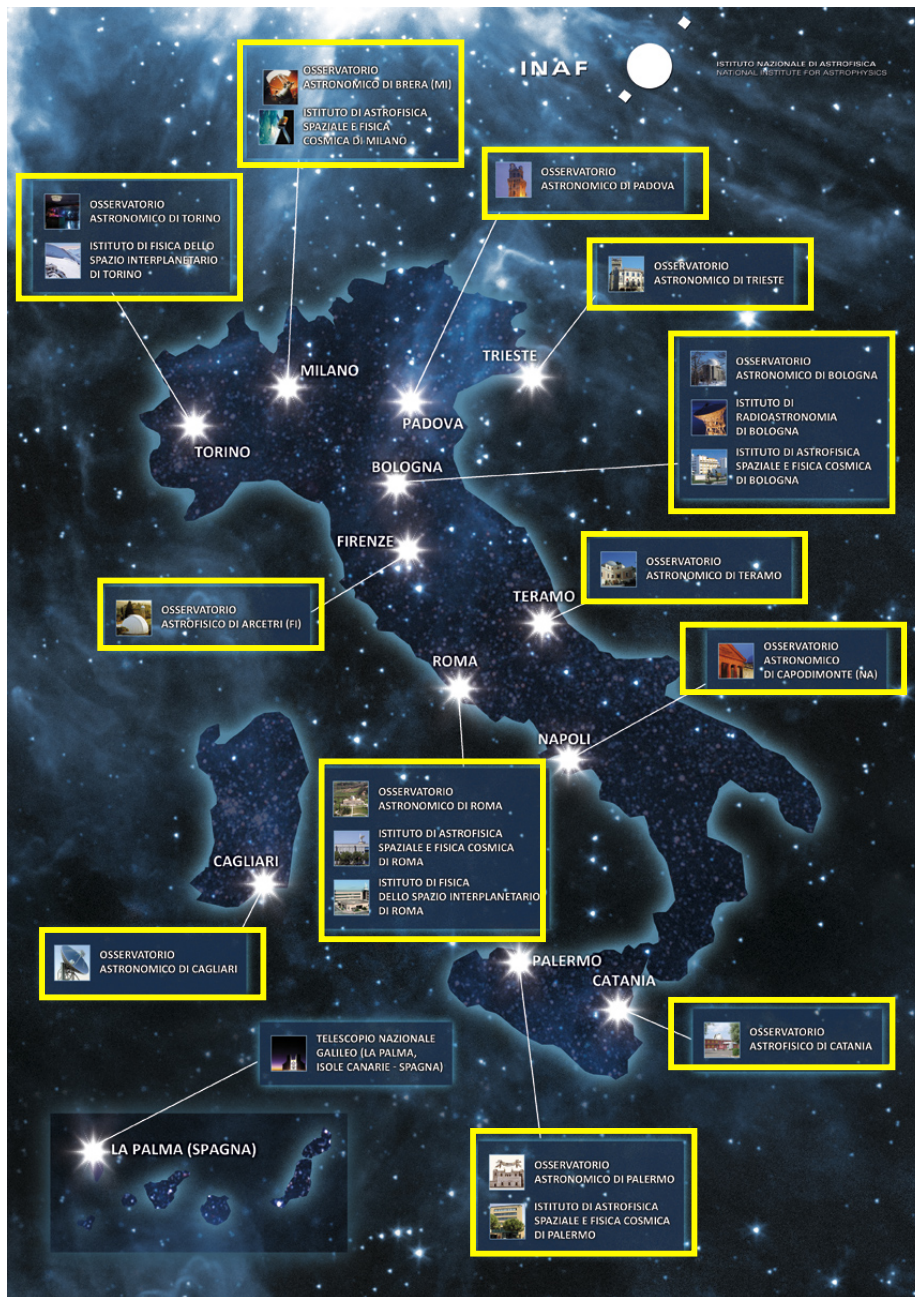 INAF
ISTITUTO NAZIONALE DI ASTROFISICA
NATIONAL INSTITUTE FOR ASTROPHYSICS
OSSERVATORIO
ASTRONOMICO DI BRERA (MI)
ISTITUTO DI ASTROFISICA
SPAZIALE E FISICA
COSMICA DI MILANO
OSSERVATORIO
ASTRONOMICO DI PADOVA
OSSERVATORIO
ASTRONOMICO DI TORINO
ISTITUTO DI FISICA DELLO
SPAZIO INTERPLANETARIO
DI TORINO
OSSERVATORIO
ASTRONOMICO DI TRIESTE
TRIESTE
MILANO
PADOVA
TORINO
BOLOGNA
OSSERVATORIO
ASTRONOMICO DI BOLOGNA
ISTITUTO DI
RADIOASTRONOMIA
DI BOLOGNA
ISTITUTO DI ASTROFISICA
SPAZIALE E FISICA COSMICA
DI BOLOGNA
FIRENZE
OSSERVATORIO
ASTRONOMICO DI TERAMO
TERAMO
OSSERVATORIO
ASTROFISICO DI ARCETRI (FI)
ROMA
OSSERVATORIO
ASTRONOMICO
DI CAPODIMONTE (NA)
NAPOLI
OSSERVATORIO
ASTRONOMICO DI ROMA
ISTITUTO DI ASTROFISICA
SPAZIALE E FISICA COSMICA
DI ROMA
ISTITUTO DI FISICA
DELLO SPAZIO INTERPLANETARIO
DI ROMA
CAGLIARI
OSSERVATORIO
ASTRONOMICO DI CAGLIARI
PALERMO
CATANIA
OSSERVATORIO
ASTROFISICO DI CATANIA
TELESCOPIO NAZIONALE
GALILEO (LA PALMA,
ISOLE CANARIE - SPAGNA)
LA PALMA (SPAGNA)
OSSERVATORIO
ASTRONOMICO DI PALERMO
ISTITUTO DI ASTROFISICA
SPAZIALE E FISICA COSMICA
DI PALERMO